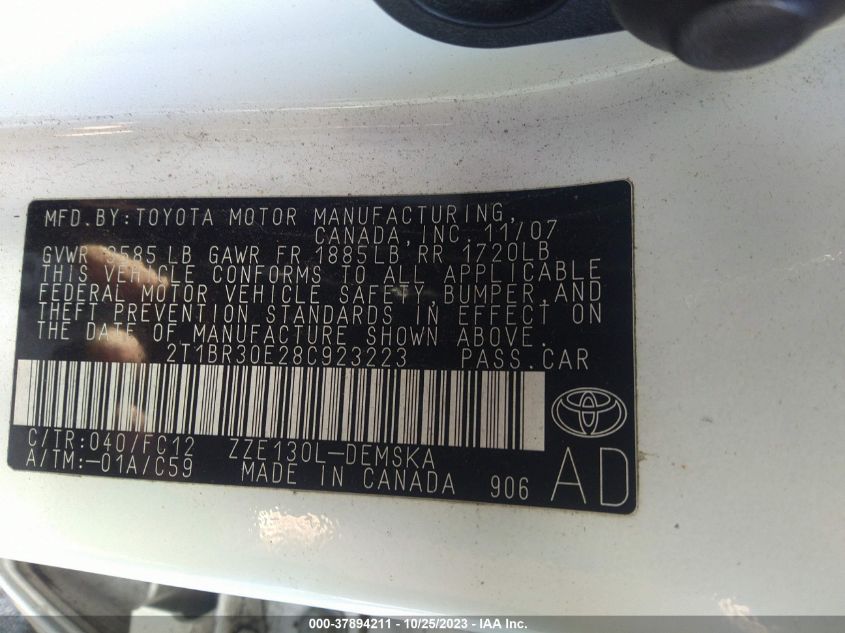 MFD.BY:TOYOTA MOTOR MANUFACTURING,
CANADA,INC. 11/07
GVWR 3585LB GAWR FR 1885LB RR 1720LB
THIS VEHICLE CONFORMS TO ALL APPLICABLE
FEDERAL MOTOR VEHICLE SAFETY,BUMPER,AND
THEFT PREVENTION STANDARDS IN EFFECT ON
THE DATE OF MANUFACTURE SHOWN ABOVE.
2T1BR30E28C923223 PASS.CAR
C/TR:040/FC12 ZZE130L-DEMSKA
A/TM:-01A/C59 MADE IN CANADA 906 AD
000-37894211 - 10/25/2023 - IAA Inc.